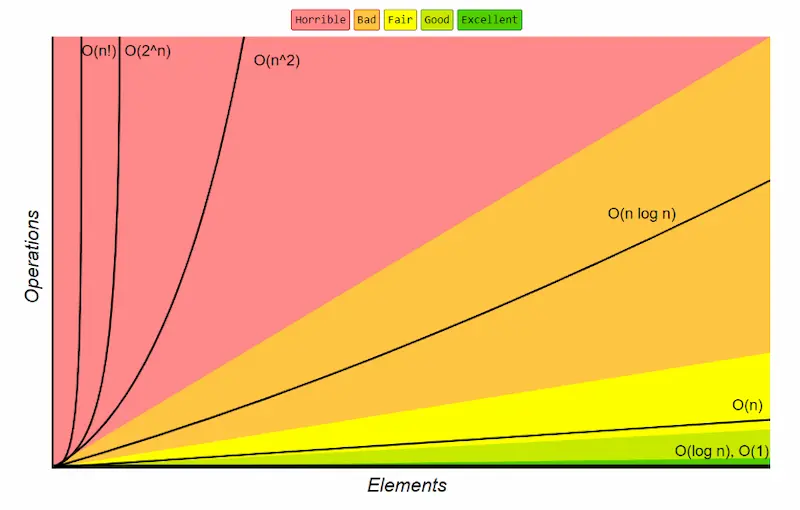 Horrible Bad Fair Good Excellent
O(n!) O(2^n)
O(n^2)
O(n log n)
Operations
O(n)
O(log n), O(1)
Elements